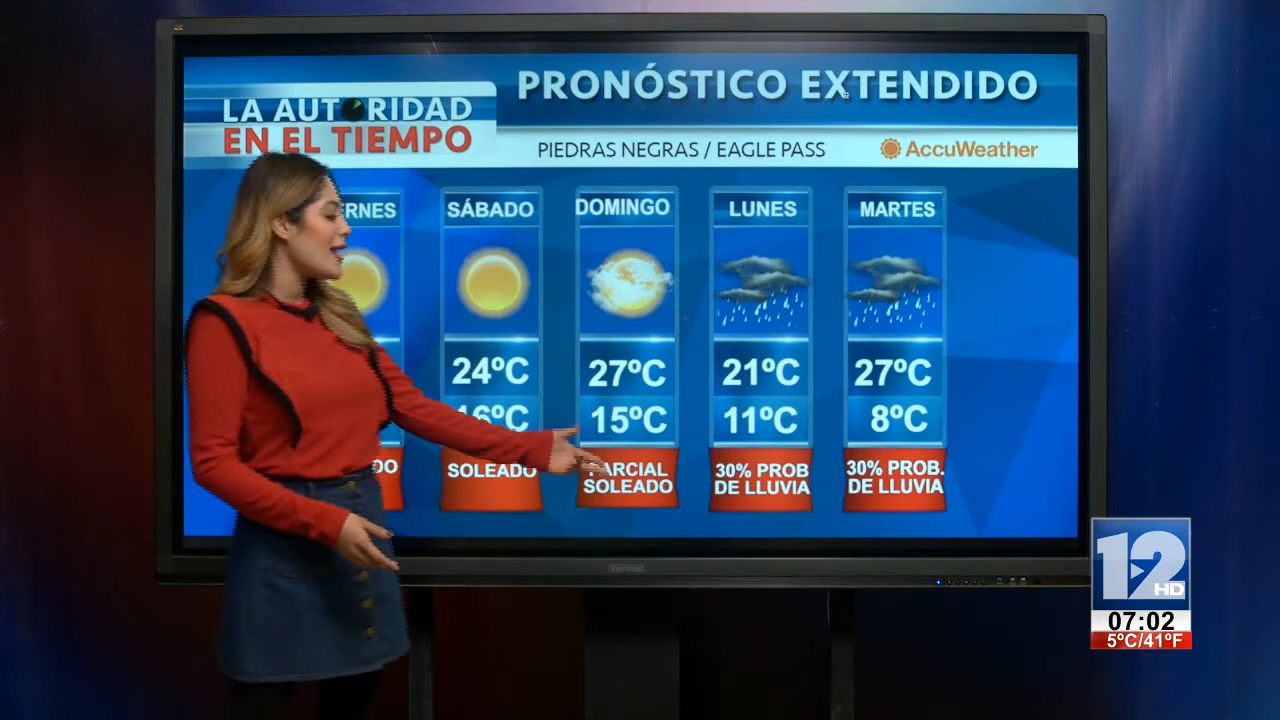 PRONÓSTICO EXTENDIDO
LA AUTORIDAD
EN EL TIEMPO
PIEDRAS NEGRAS / EAGLE PASS
AccuWeather
SÁBADO
DOMINGO
LUNES
MARTES
24ºC
27ºC
21ºC
27ºC
16ºC
15ºC
11ºC
8ºC
SOLEADO
PARCIAL
SOLEADO
30% PROB
DE LLUVIA
30% PROB.
DE LLUVIA
12
HD
07:02
5ºC/41ºF